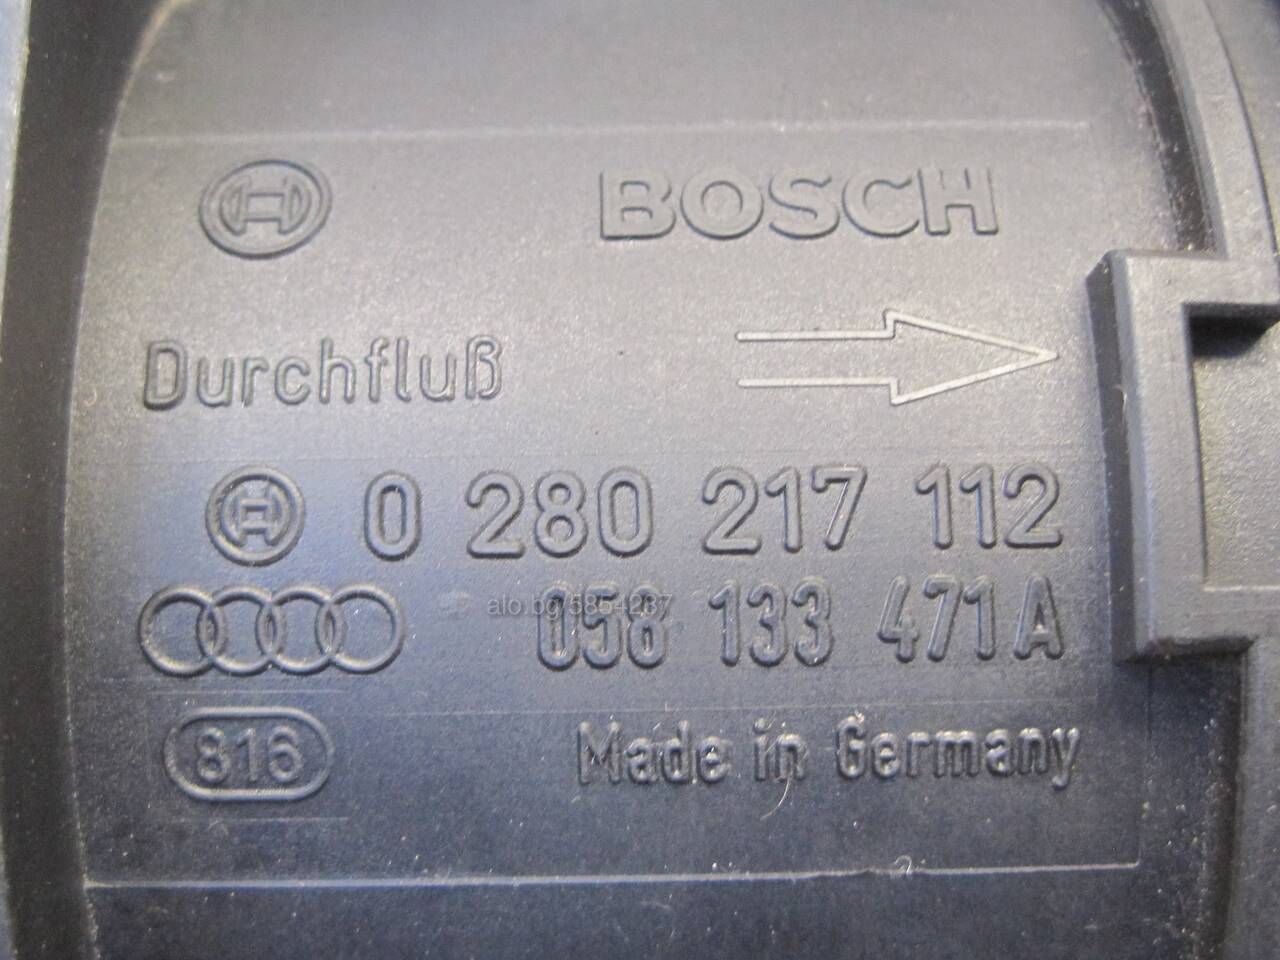 BOSCH
Durchfluß
0 280 217 112
058 133 471 A
alo.bg 5864287
816
Made in Germany